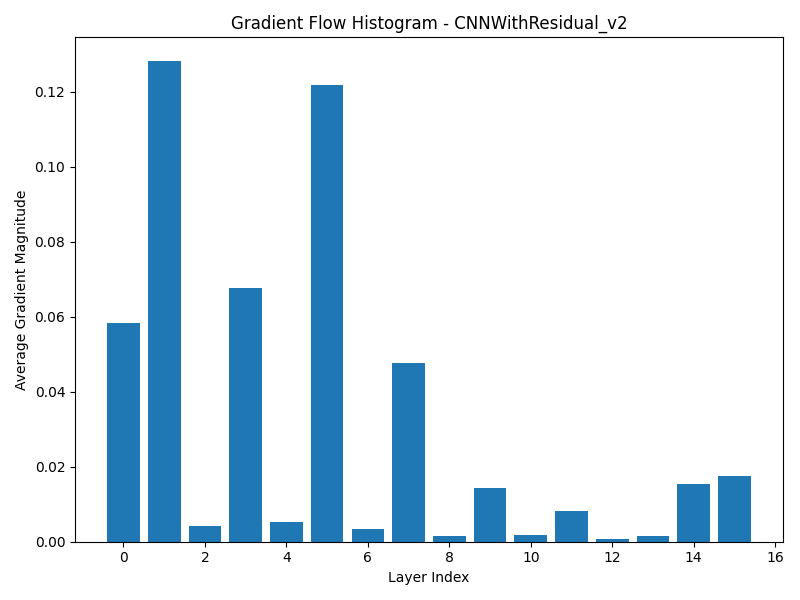 Gradient Flow Histogram - CNNWithResidual_v2
Average Gradient Magnitude
0.12
0.10
0.08
0.06
0.04
0.02
0.00
0 2 4 6 8 10 12 14 16
Layer Index